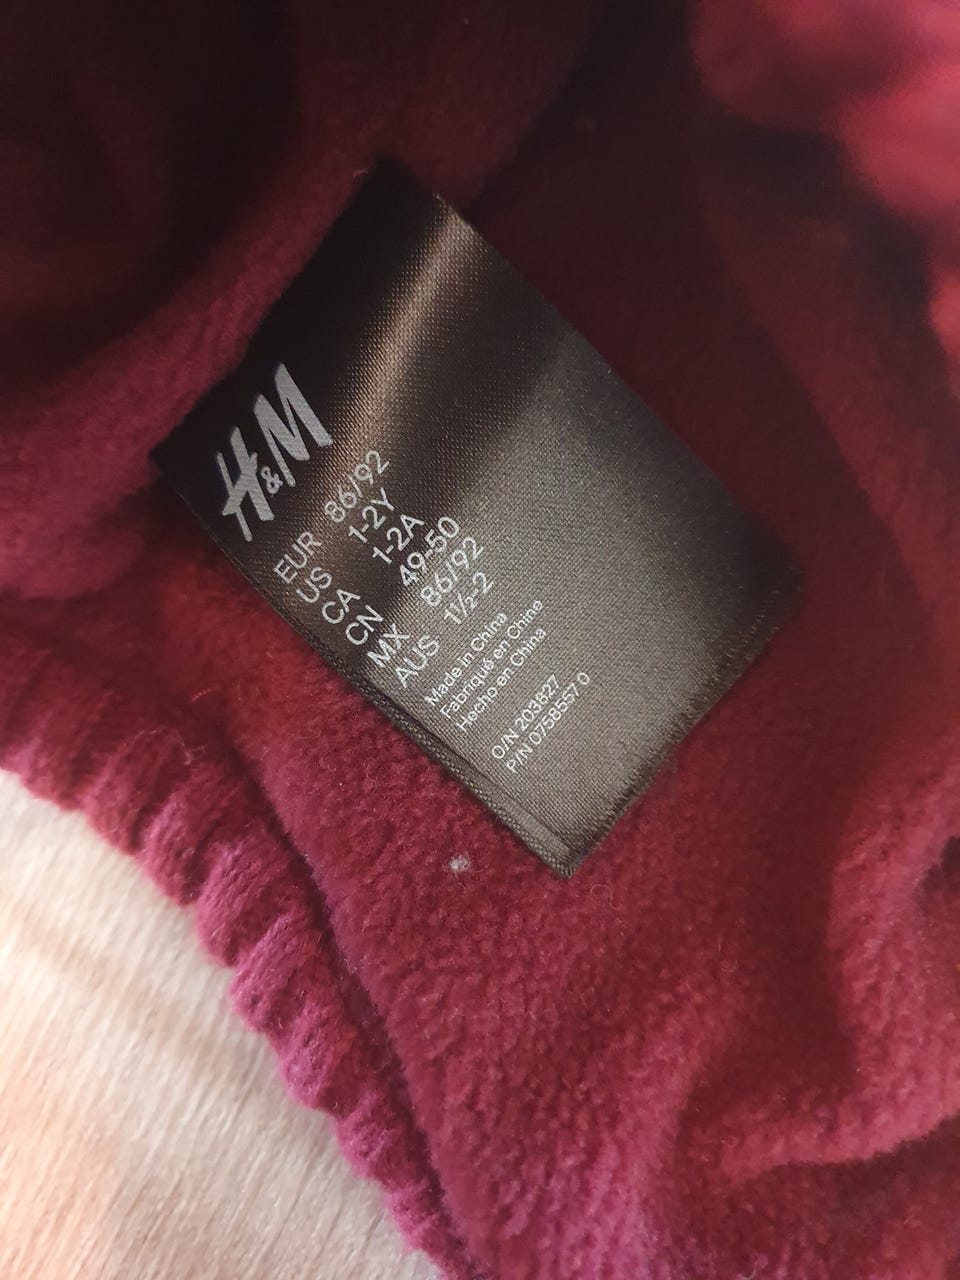 H&M
EUR 86/92
US 1-2Y
CA 1-2A
CN 49-50
MX 86/92
AUS 1½-2
Made in China
Fabriqué en Chine
Hecho en China
O/N 203827
P/N 0758557 0